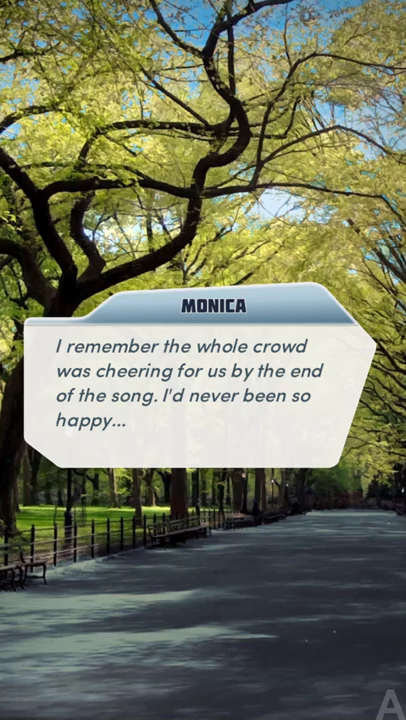 MONICA
I remember the whole crowd
was cheering for us by the end
of the song. I'd never been so
happy...
A